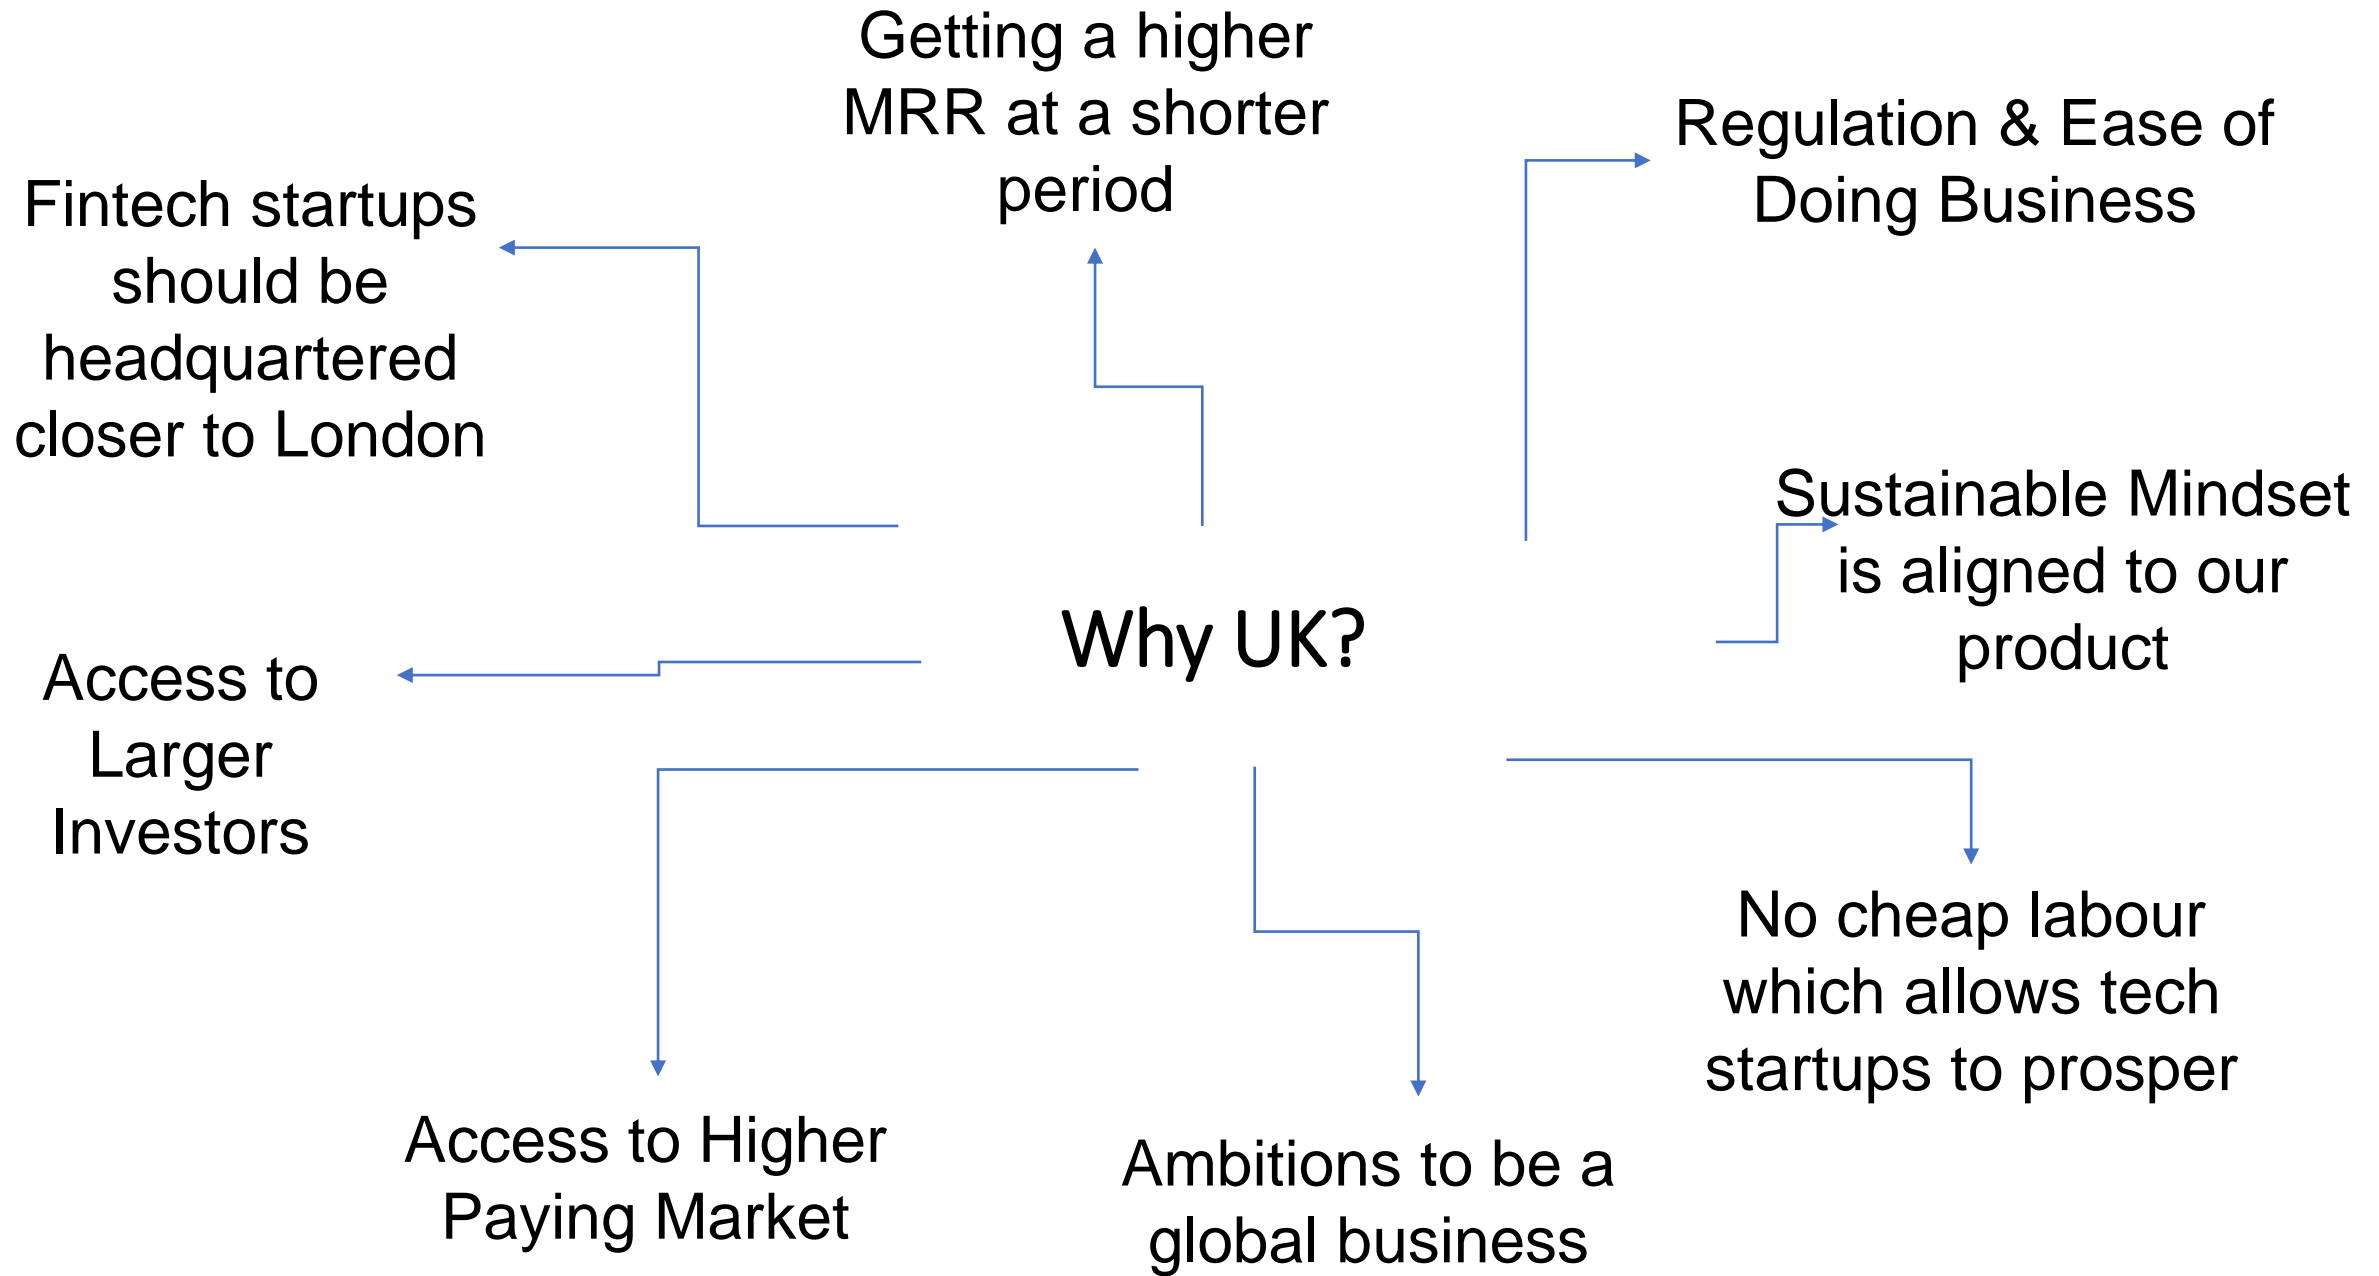 Getting a higher
MRR at a shorter
period
Regulation & Ease of
Doing Business
Fintech startups
should be
headquartered
closer to London
Sustainable Mindset
is aligned to our
product
Why UK?
Access to
Larger
Investors
No cheap labour
which allows tech
startups to prosper
Access to Higher
Paying Market
Ambitions to be a
global business